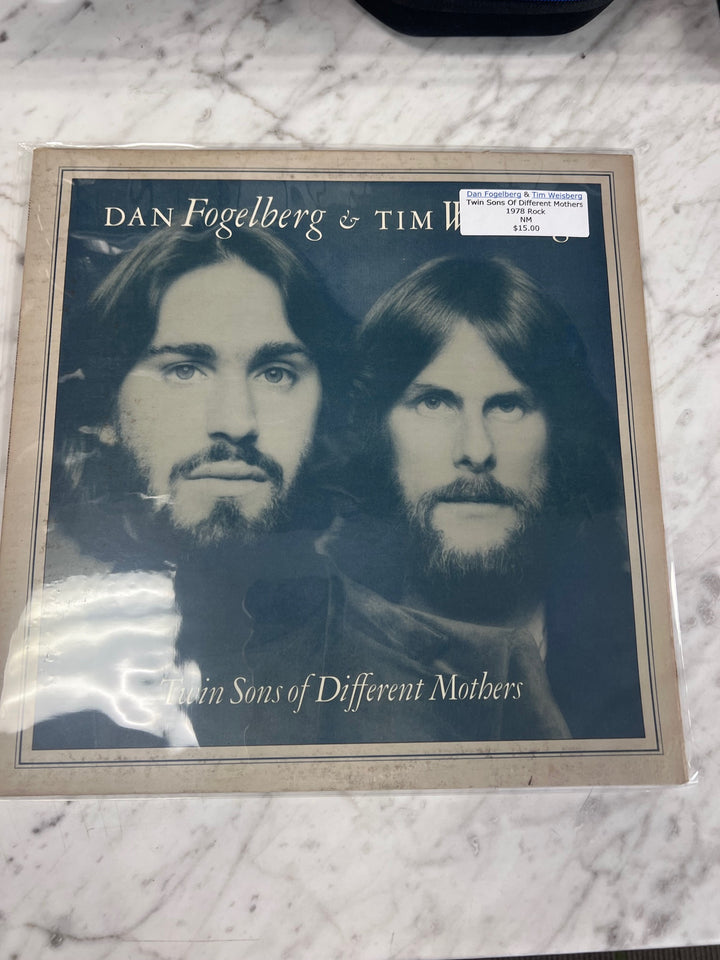 DAN Fogelberg & TIM W g
Dan Fogelberg & Tim Weisberg
Twin Sons Of Different Mothers
1978 Rock
NM
$15.00
Twin Sons of Different Mothers